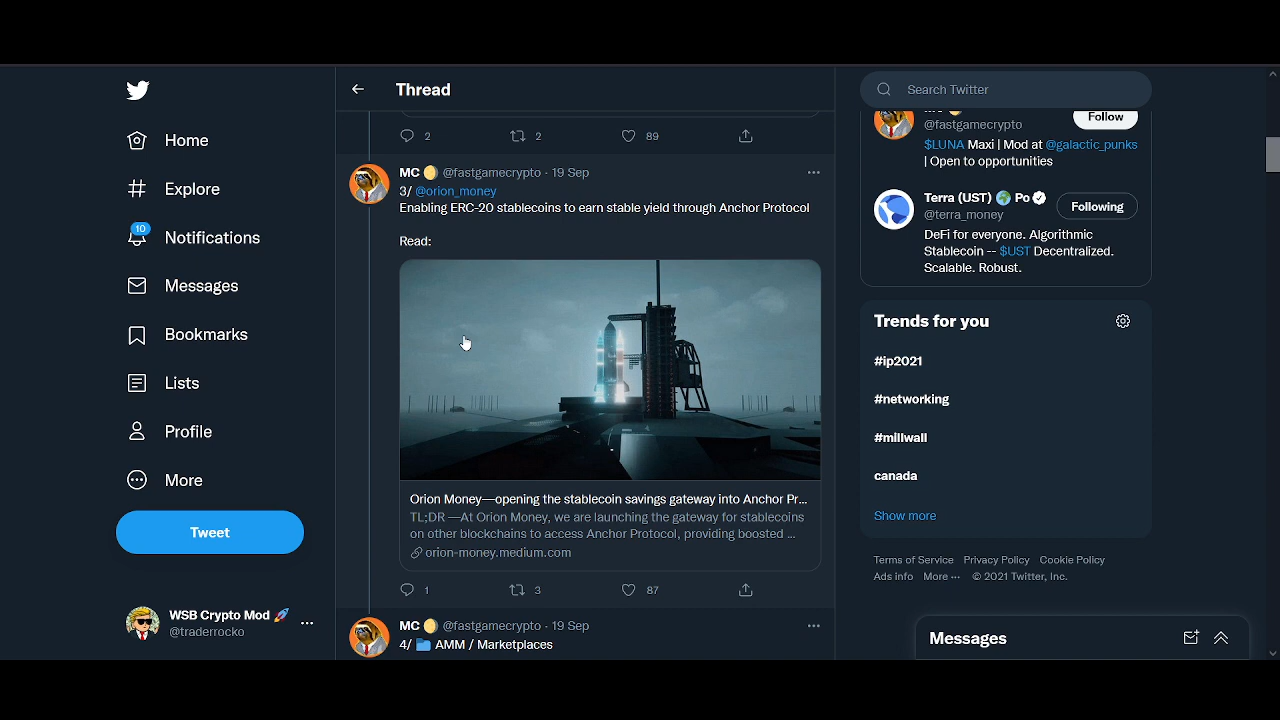 Home
Explore
10
Notifications
Messages
Bookmarks
Lists
Profile
More
Tweet
WSB Crypto Mod 🚀
@traderrocko
Thread
2
2
89
MC 🌖 @fastgamecrypto · 19 Sep
3/ @orion_money
Enabling ERC-20 stablecoins to earn stable yield through Anchor Protocol
Read:
Orion Money—opening the stablecoin savings gateway into Anchor Pr...
TL;DR —At Orion Money, we are launching the gateway for stablecoins
on other blockchains to access Anchor Protocol, providing boosted ...
orion-money.medium.com
1
3
87
MC 🌖 @fastgamecrypto · 19 Sep
4/ 📁 AMM / Marketplaces
Search Twitter
@fastgamecrypto
Follow
$LUNA Maxi | Mod at @galactic_punks
| Open to opportunities
Terra (UST) 🌍 Po
@terra_money
Following
DeFi for everyone. Algorithmic
Stablecoin -- $UST Decentralized.
Scalable. Robust.
Trends for you
#ip2021
#networking
#millwall
canada
Show more
Terms of Service Privacy Policy Cookie Policy
Ads info More ··· © 2021 Twitter, Inc.
Messages